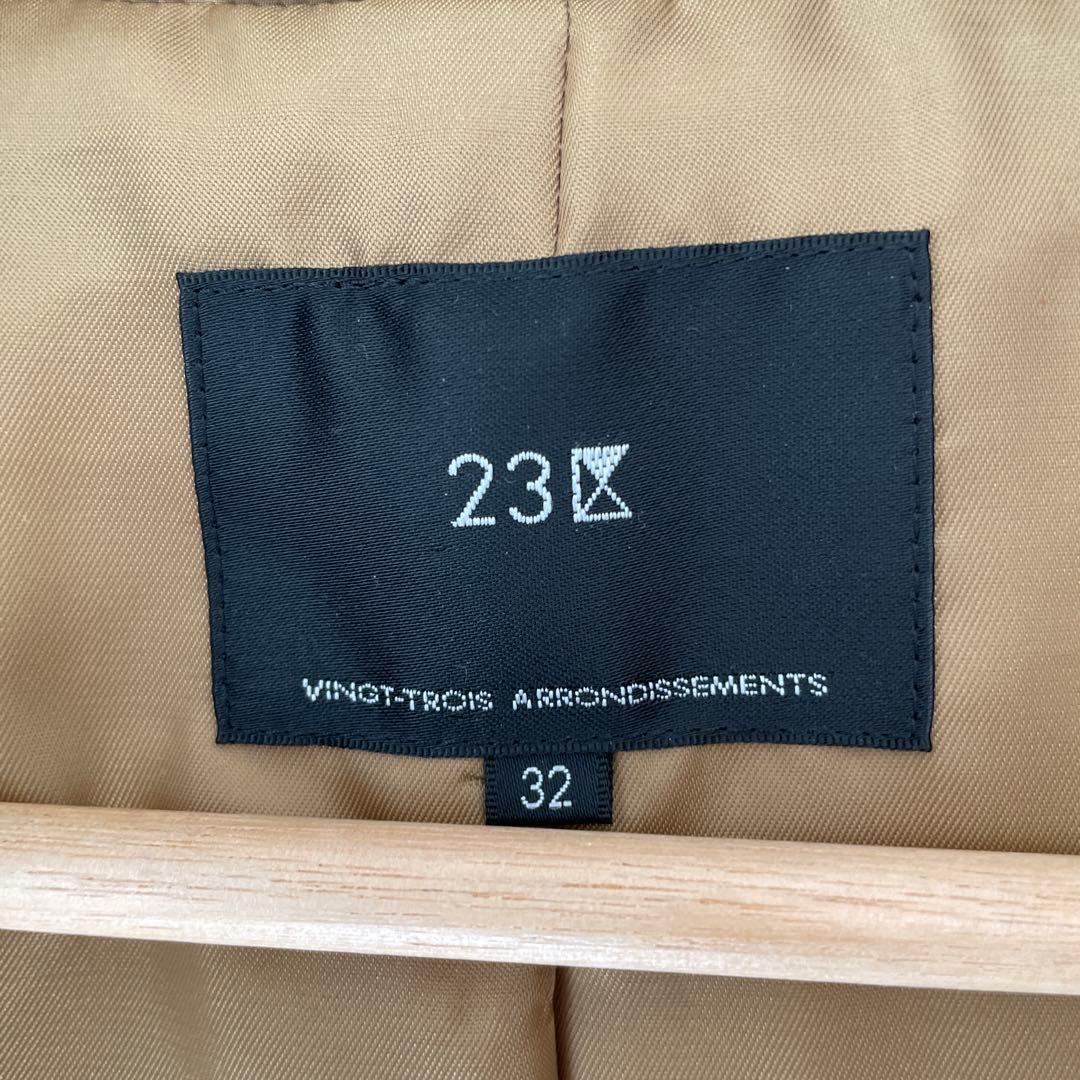 23区
VINGT-TROIS ARRONDISSEMENTS
32